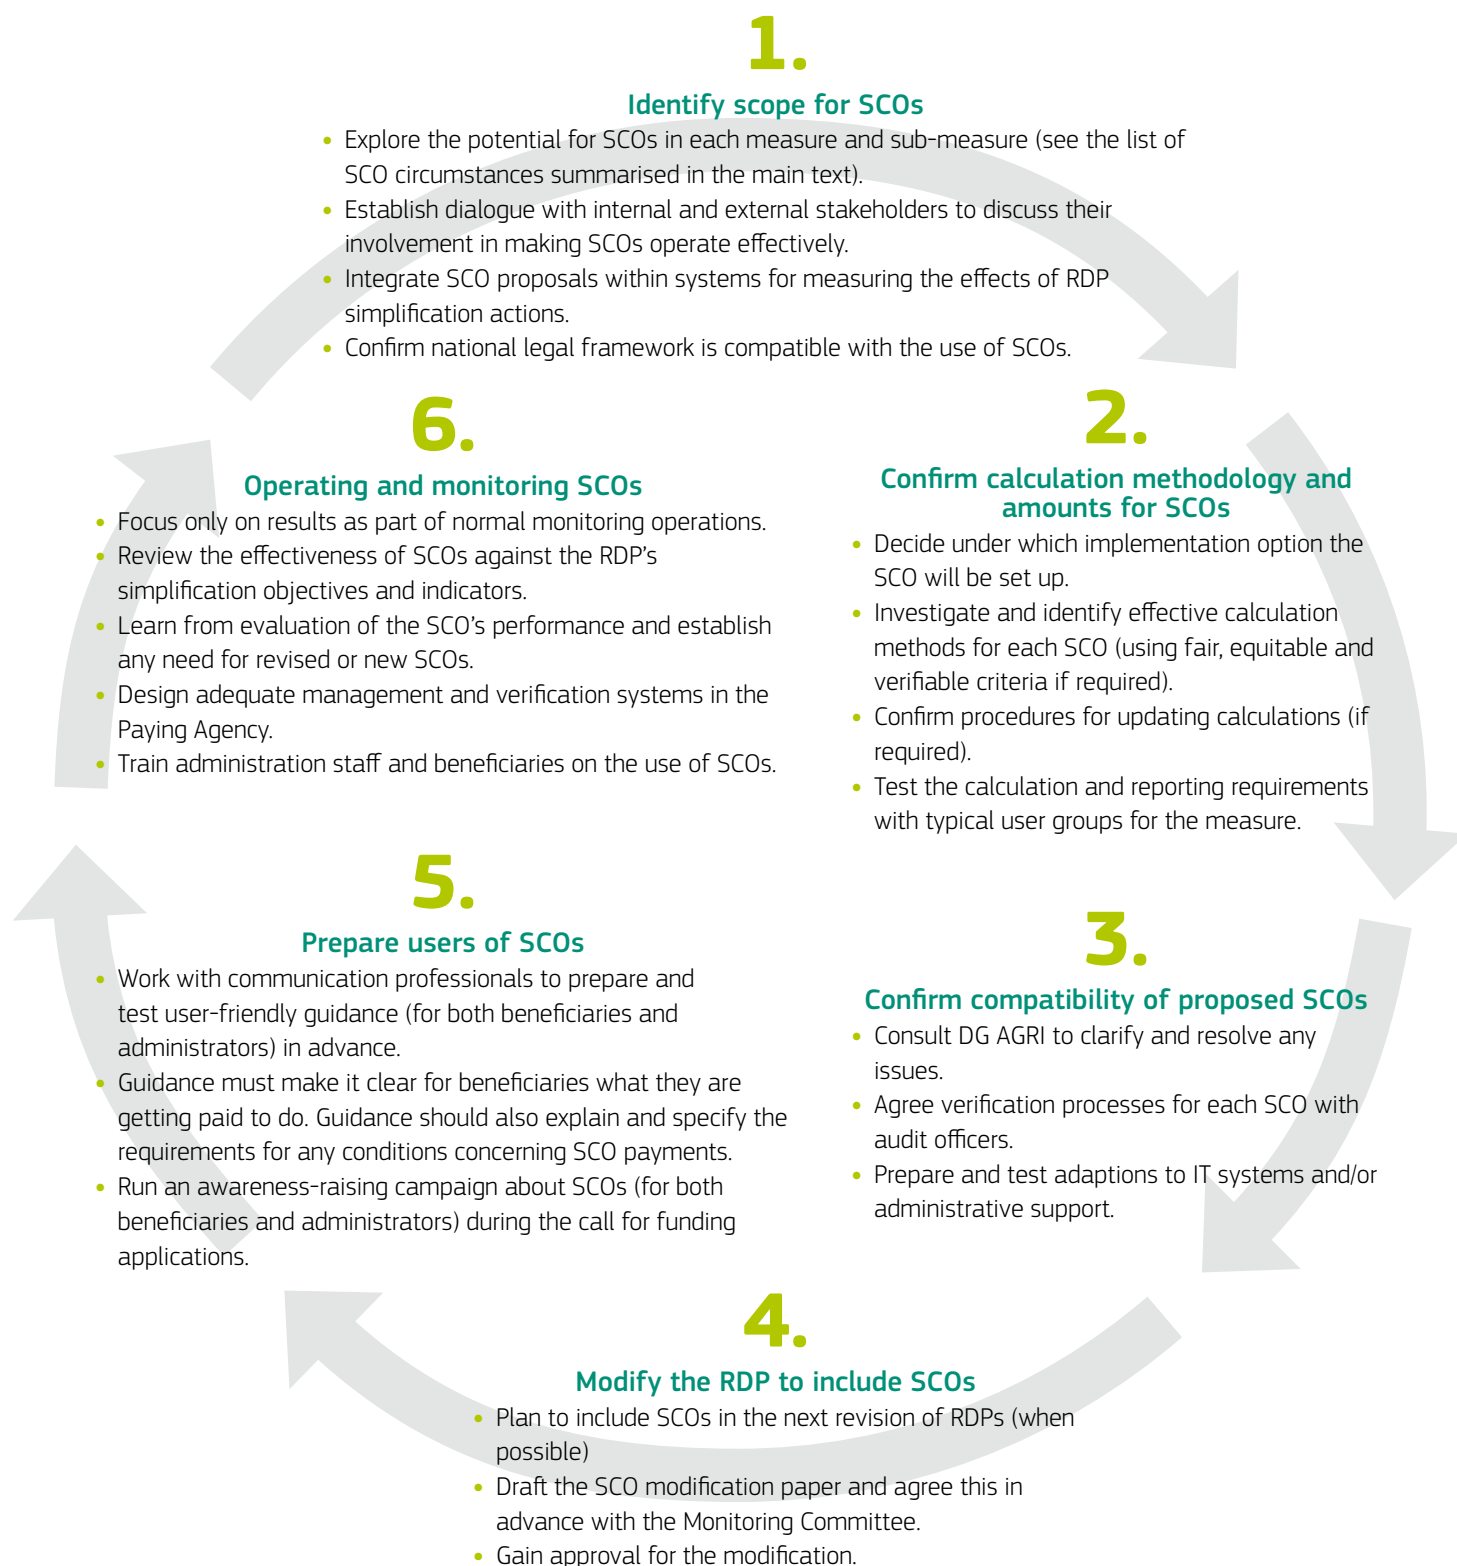 1.
Identify scope for SCOs
• Explore the potential for SCOs in each measure and sub-measure (see the list of
SCO circumstances summarised in the main text).
• Establish dialogue with internal and external stakeholders to discuss their
involvement in making SCOs operate effectively.
• Integrate SCO proposals within systems for measuring the effects of RDP
simplification actions.
• Confirm national legal framework is compatible with the use of SCOs.
2.
Confirm calculation methodology and
amounts for SCOs
• Decide under which implementation option the
SCO will be set up.
• Investigate and identify effective calculation
methods for each SCO (using fair, equitable and
verifiable criteria if required).
• Confirm procedures for updating calculations (if
required).
• Test the calculation and reporting requirements
with typical user groups for the measure.
3.
Confirm compatibility of proposed SCOs
• Consult DG AGRI to clarify and resolve any
issues.
• Agree verification processes for each SCO with
audit officers.
• Prepare and test adaptions to IT systems and/or
administrative support.
4.
Modify the RDP to include SCOs
• Plan to include SCOs in the next revision of RDPs (when
possible)
• Draft the SCO modification paper and agree this in
advance with the Monitoring Committee.
• Gain approval for the modification.
5.
Prepare users of SCOs
• Work with communication professionals to prepare and
test user-friendly guidance (for both beneficiaries and
administrators) in advance.
• Guidance must make it clear for beneficiaries what they are
getting paid to do. Guidance should also explain and specify the
requirements for any conditions concerning SCO payments.
• Run an awareness-raising campaign about SCOs (for both
beneficiaries and administrators) during the call for funding
applications.
6.
Operating and monitoring SCOs
• Focus only on results as part of normal monitoring operations.
• Review the effectiveness of SCOs against the RDP's
simplification objectives and indicators.
• Learn from evaluation of the SCO's performance and establish
any need for revised or new SCOs.
• Design adequate management and verification systems in the
Paying Agency.
• Train administration staff and beneficiaries on the use of SCOs.